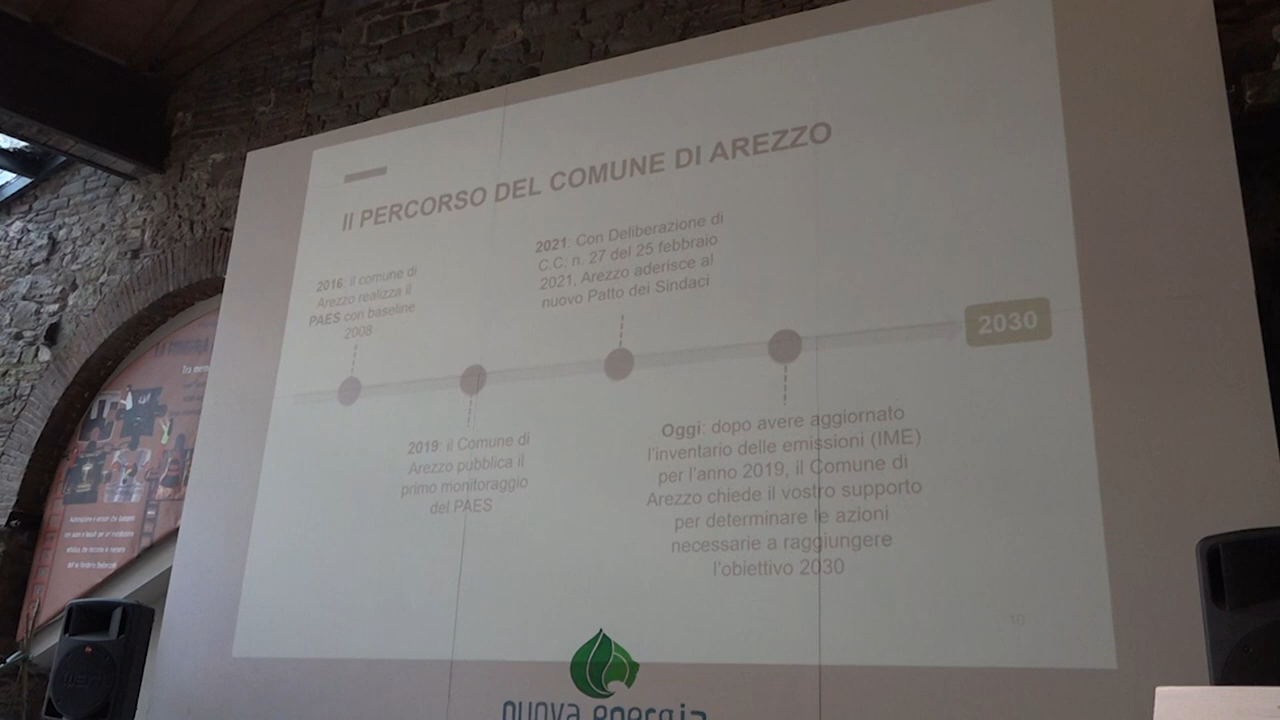 Il PERCORSO DEL COMUNE DI AREZZO
2016: il comune di
Arezzo realizza il
PAES con baseline
2008
2021: Con Deliberazione di
C.C: n. 27 del 25 febbraio
2021, Arezzo aderisce al
nuovo Patto dei Sindaci
2030
2019: il Comune di
Arezzo pubblica il
primo monitoraggio
del PAES
Oggi: dopo avere aggiornato
l'inventario delle emissioni (IME)
per l'anno 2019, il Comune di
Arezzo chiede il vostro supporto
per determinare le azioni
necessarie a raggiungere
l'obiettivo 2030
10
nuova energia